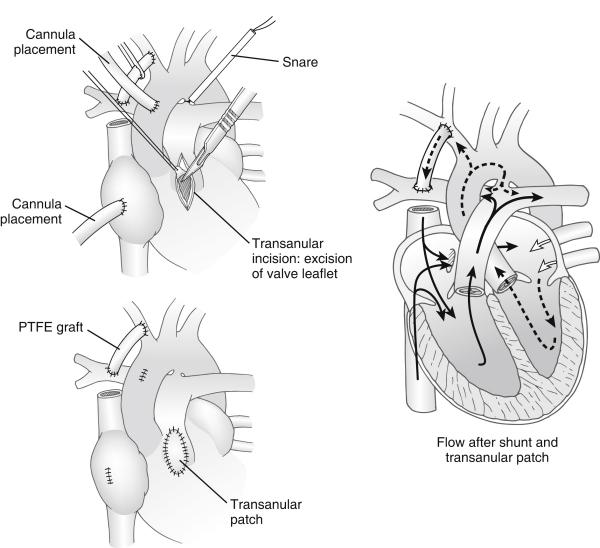 Cannula
placement
Snare
Cannula
placement
Transanular
incision: excision
of valve leaflet
PTFE graft
Transanular
patch
Flow after shunt and
transanular patch